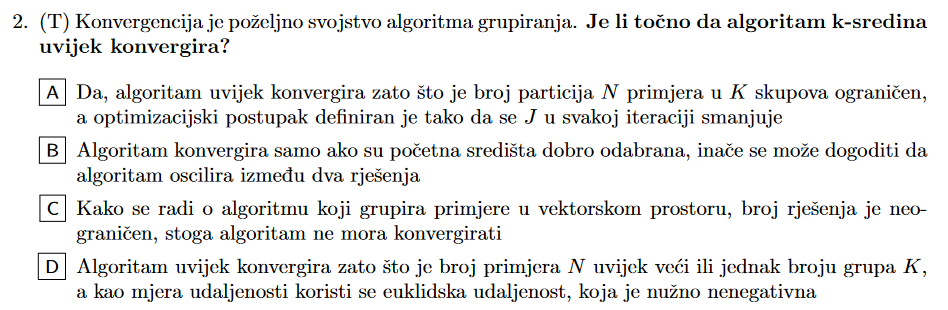 2. (T) Konvergencija je poželjno svojstvo algoritma grupiranja. Je li točno da algoritam k-sredina
uvijek konvergira?
A Da, algoritam uvijek konvergira zato što je broj particija N primjera u K skupova ograničen,
a optimizacijski postupak definiran je tako da se J u svakoj iteraciji smanjuje
B Algoritam konvergira samo ako su početna središta dobro odabrana, inače se može dogoditi da
algoritam oscilira između dva rješenja
C Kako se radi o algoritmu koji grupira primjere u vektorskom prostoru, broj rješenja je neo-
graničen, stoga algoritam ne mora konvergirati
D Algoritam uvijek konvergira zato što je broj primjera N uvijek veći ili jednak broju grupa K,
a kao mjera udaljenosti koristi se euklidska udaljenost, koja je nužno nenegativna